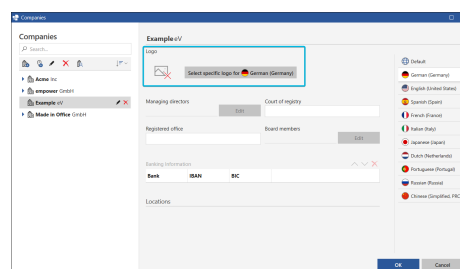 Companies
Companies
Search...
Acme Inc
empower GmbH
Example eV
Made in Office GmbH
Example eV
Logo
Select specific logo for German (Germany)
Managing directors
Edit
Court of registry
Registered office
Board members
Edit
Banking information
Bank IBAN BIC
Locations
Default
German (Germany)
English (United States)
Spanish (Spain)
French (France)
Italian (Italy)
Japanese (Japan)
Dutch (Netherlands)
Portuguese (Portugal)
Russian (Russia)
Chinese (Simplified, PRC
OK Cancel